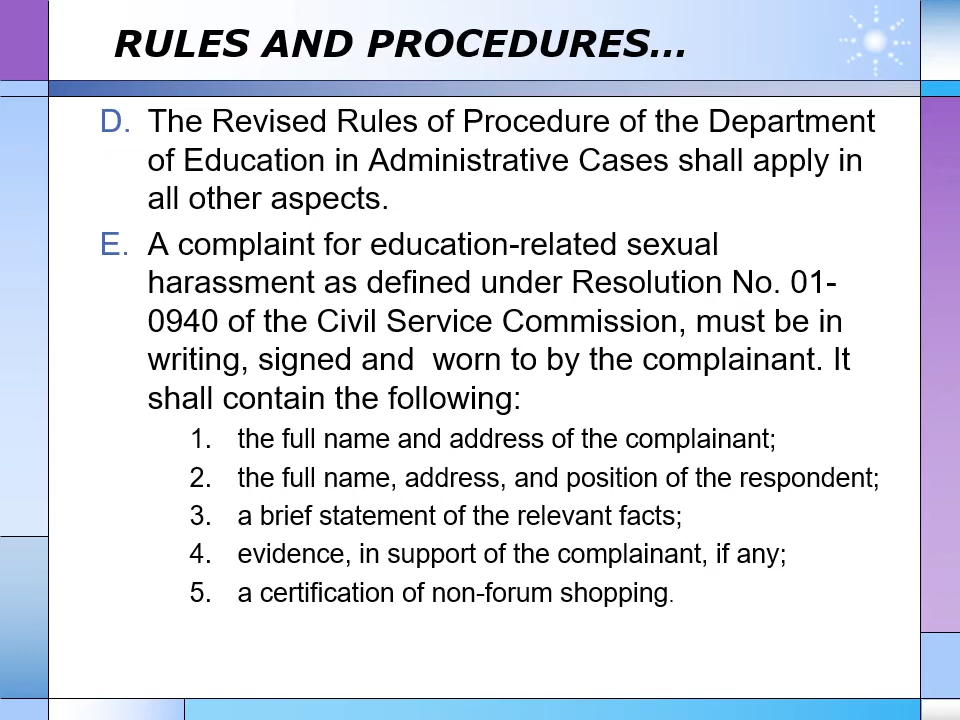 RULES AND PROCEDURES…
D. The Revised Rules of Procedure of the Department
of Education in Administrative Cases shall apply in
all other aspects.
E. A complaint for education-related sexual
harassment as defined under Resolution No. 01-
0940 of the Civil Service Commission, must be in
writing, signed and  worn to by the complainant. It
shall contain the following:
1. the full name and address of the complainant;
2. the full name, address, and position of the respondent;
3. a brief statement of the relevant facts;
4. evidence, in support of the complainant, if any;
5. a certification of non-forum shopping.